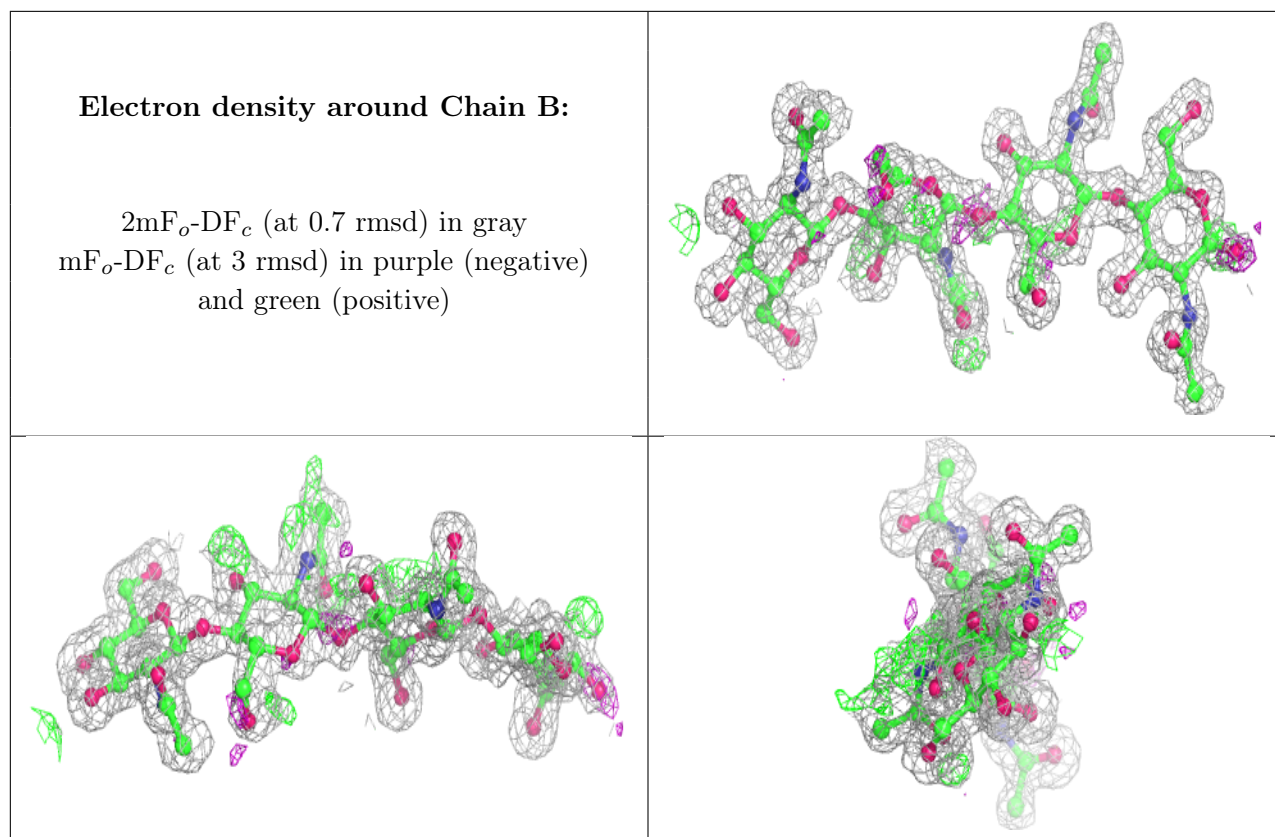 Electron density around Chain B:
2mFₒ-DF𝑐 (at 0.7 rmsd) in gray
mFₒ-DF𝑐 (at 3 rmsd) in purple (negative)
and green (positive)